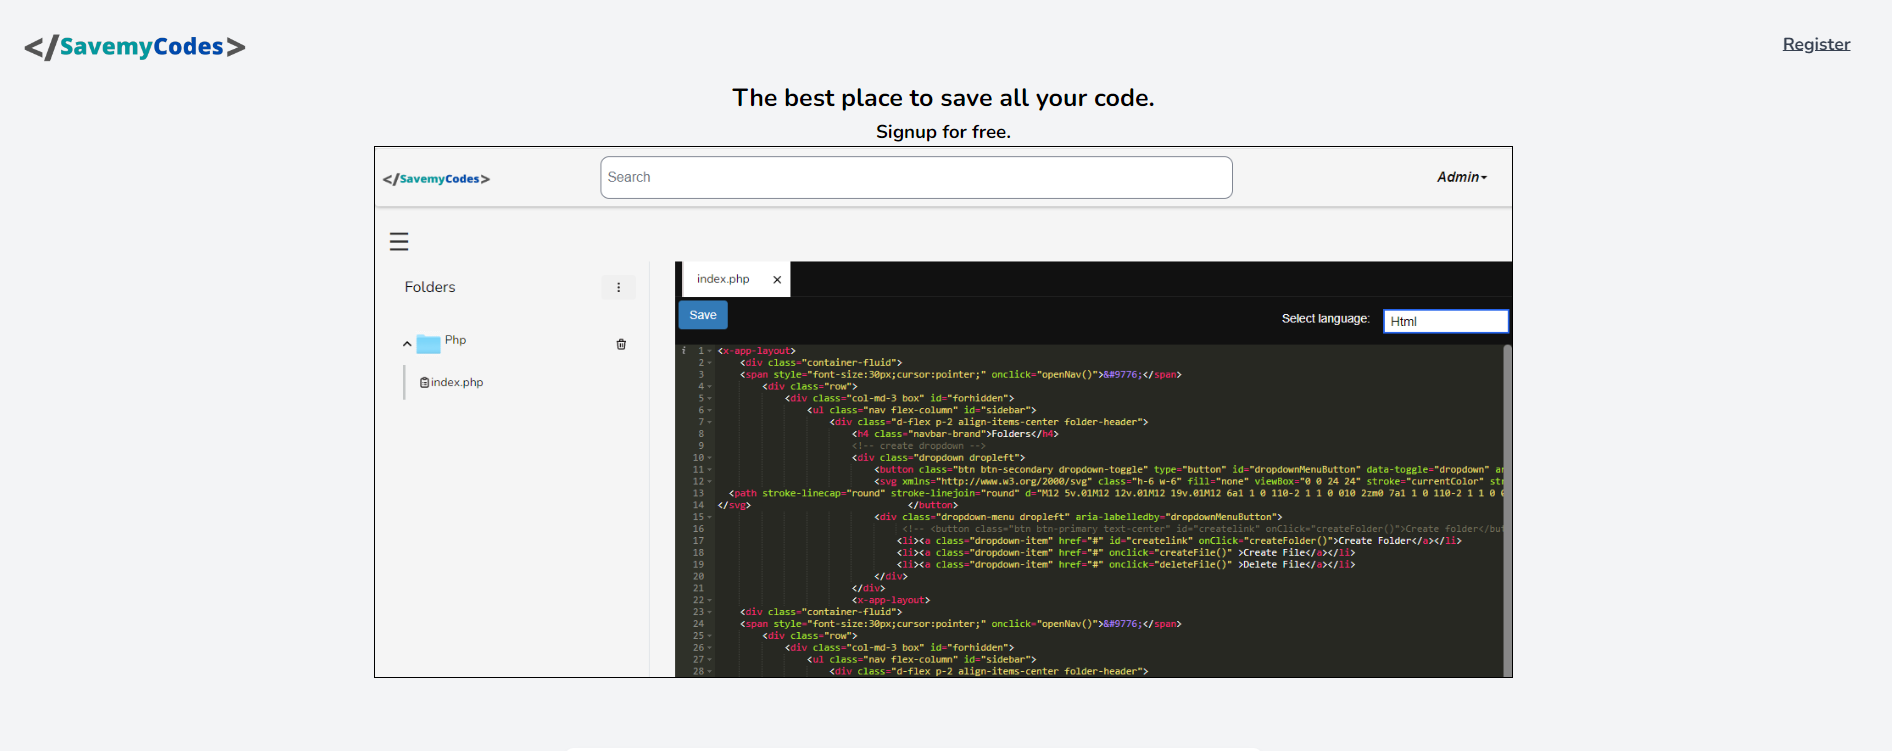 </SavemyCodes>
Register
The best place to save all your code.
Signup for free.
</SavemyCodes>
Search
Admin
Folders
Php
index.php
index.php ×
Save
Select language: Html
i 1 <x-app-layout>
2 <div class="container-fluid">
3 <span style="font-size:30px;cursor:pointer;" onclick="openNav()">&#9776;</span>
4 <div class="row">
5 <div class="col-md-3 box" id="forhidden">
6 <ul class="nav flex-column" id="sidebar">
7 <div class="d-flex p-2 align-items-center folder-header">
8 <h4 class="navbar-brand">Folders</h4>
9 <!-- create dropdown -->
10 <div class="dropdown dropleft">
11 <button class="btn btn-secondary dropdown-toggle" type="button" id="dropdownMenuButton" data-toggle="dropdown" ar
12 <svg xmlns="http://www.w3.org/2000/svg" class="h-6 w-6" fill="none" viewBox="0 0 24 24" stroke="currentColor" str
13 <path stroke-linecap="round" stroke-linejoin="round" d="M12 5v.01M12 12v.01M12 19v.01M12 6a1 1 0 110-2 1 1 0 010 2zm0 7a1 1 0 110-2 1 1 0 0
14 </svg> </button>
15 <div class="dropdown-menu dropleft" aria-labelledby="dropdownMenuButton">
16 <!-- <button class="btn btn-primary text-center" id="createlink" onClick="createFolder()">Create folder</but
17 <li><a class="dropdown-item" href="#" id="createlink" onClick="createFolder()">Create Folder</a></li>
18 <li><a class="dropdown-item" href="#" onclick="createFile()" >Create File</a></li>
19 <li><a class="dropdown-item" href="#" onclick="deleteFile()" >Delete File</a></li>
20 </div>
21 </div>
22 <x-app-layout>
23 <div class="container-fluid">
24 <span style="font-size:30px;cursor:pointer;" onclick="openNav()">&#9776;</span>
25 <div class="row">
26 <div class="col-md-3 box" id="forhidden">
27 <ul class="nav flex-column" id="sidebar">
28 <div class="d-flex p-2 align-items-center folder-header">